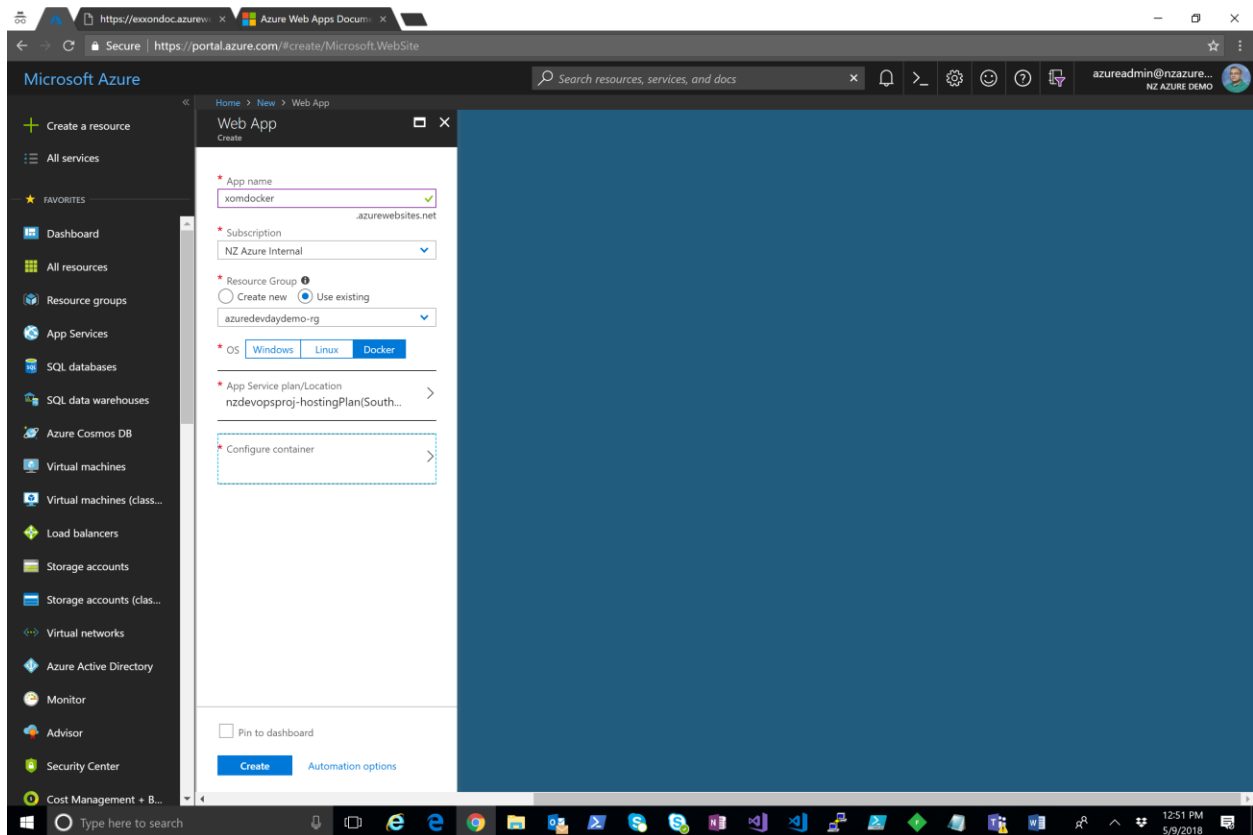 https://exxondoc.azurewe
Azure Web Apps Docume
Secure | https://portal.azure.com/#create/Microsoft.WebSite
Microsoft Azure
Search resources, services, and docs
azureadmin@nzazure...
NZ AZURE DEMO
Home > New > Web App
Create a resource
All services
FAVORITES
Dashboard
All resources
Resource groups
App Services
SQL databases
SQL data warehouses
Azure Cosmos DB
Virtual machines
Virtual machines (class...
Load balancers
Storage accounts
Storage accounts (clas...
Virtual networks
Azure Active Directory
Monitor
Advisor
Security Center
Cost Management + B...
Web App
Create
* App name
xomdocker
.azurewebsites.net
* Subscription
NZ Azure Internal
* Resource Group
Create new Use existing
azuredevdaydemo-rg
* OS Windows Linux Docker
* App Service plan/Location
nzdevopsproj-hostingPlan(South...
* Configure container
Pin to dashboard
Create Automation options
Type here to search
12:51 PM
5/9/2018